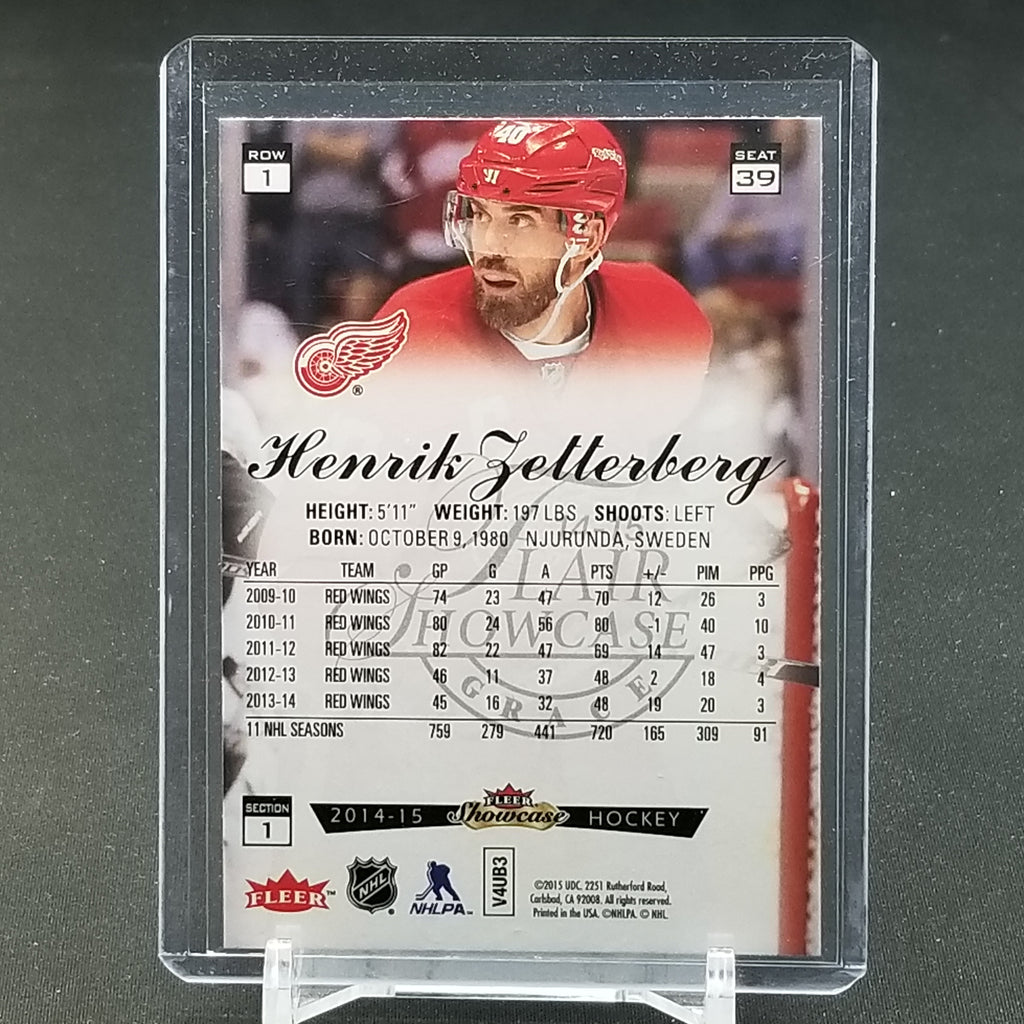 ROW
1
SEAT
39
40
®
Henrik Zetterberg
HEIGHT: 5'11" WEIGHT: 197 LBS SHOOTS: LEFT
BORN: OCTOBER 9, 1980 - NJURUNDA, SWEDEN
14-15
FLAIR
SHOWCASE
GRACE
YEAR TEAM GP G A PTS +/- PIM PPG
2009-10 RED WINGS 74 23 47 70 12 26 3
2010-11 RED WINGS 80 24 56 80 -1 40 10
2011-12 RED WINGS 82 22 47 69 14 47 3
2012-13 RED WINGS 46 11 37 48 2 18 4
2013-14 RED WINGS 45 16 32 48 19 20 3
11 NHL SEASONS 759 279 441 720 165 309 91
SECTION
1
2014-15 FLEER Showcase HOCKEY
FLEER™
NHL®
NHLPA™
V4UB3
©2015 UDC. 2251 Rutherford Road,
Carlsbad, CA 92008. All rights reserved.
Printed in the USA. ©NHLPA. © NHL.